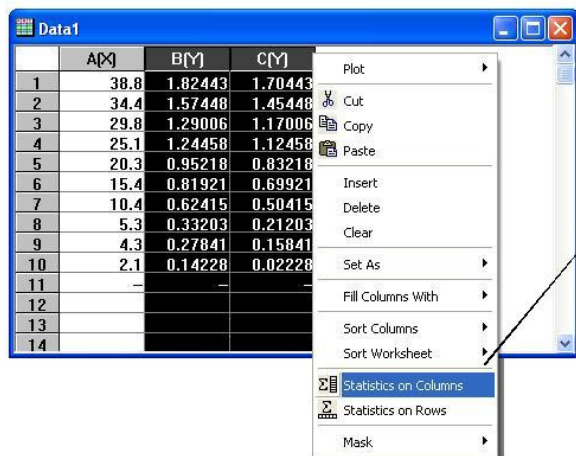 Data1
A(X) B(Y) C(Y)
1 38.8 1.82443 1.70443
2 34.4 1.57448 1.45448
3 29.8 1.29006 1.17006
4 25.1 1.24458 1.12458
5 20.3 0.95218 0.83218
6 15.4 0.81921 0.69921
7 10.4 0.62415 0.50415
8 5.3 0.33203 0.21203
9 4.3 0.27841 0.15841
10 2.1 0.14228 0.02228
11 – – –
12
13
14
Plot
Cut
Copy
Paste
Insert
Delete
Clear
Set As
Fill Columns With
Sort Columns
Sort Worksheet
Statistics on Columns
Statistics on Rows
Mask